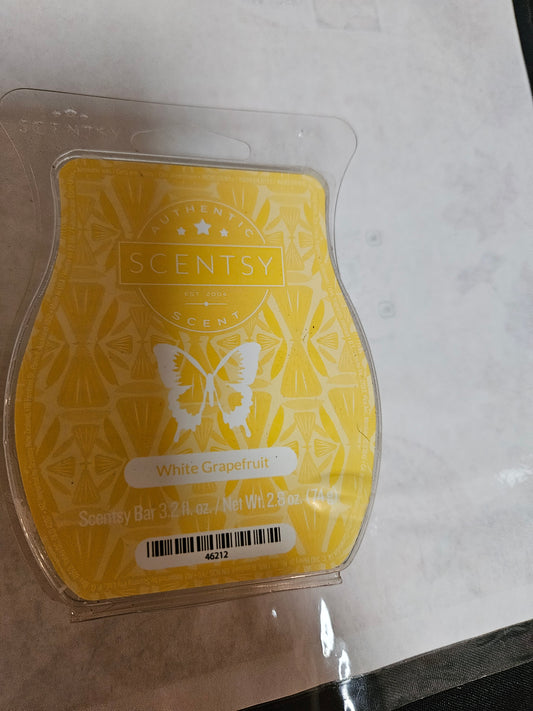 SCENTSY
AUTHENTIC
SCENTSY
EST. 2004
SCENT
White Grapefruit
Scentsy Bar 3.2 fl. oz. / Net Wt. 2.8 oz.
46212